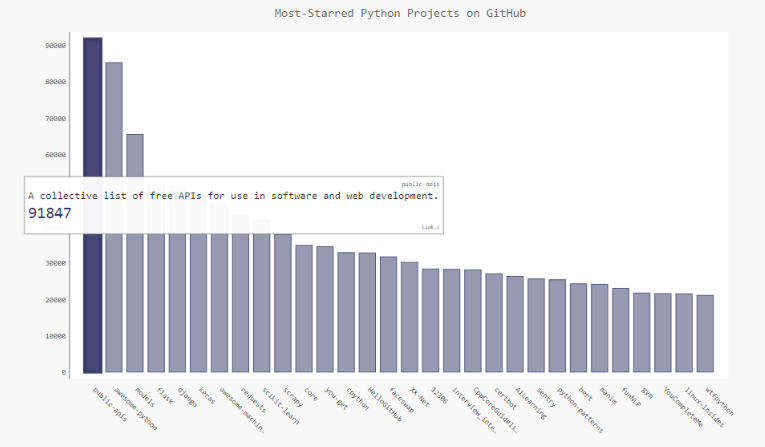 Most-Starred Python Projects on GitHub
90000
80000
70000
60000
public-apis
A collective list of free APIs for use in software and web development.
91847
30000
20000
10000
0
public-apis
awesome-python
models
flask
django
keras
awesome-machin…
requests
scikit-learn
scrapy
core
you-get
cpython
HelloGitHub
faceswap
XX-Net
12306
interview_inte…
CppCoreGuideli…
certbot
AiLearning
sentry
python-patterns
bert
manim
funNLP
gym
YouCompleteMe
linux-insides
wtfpython